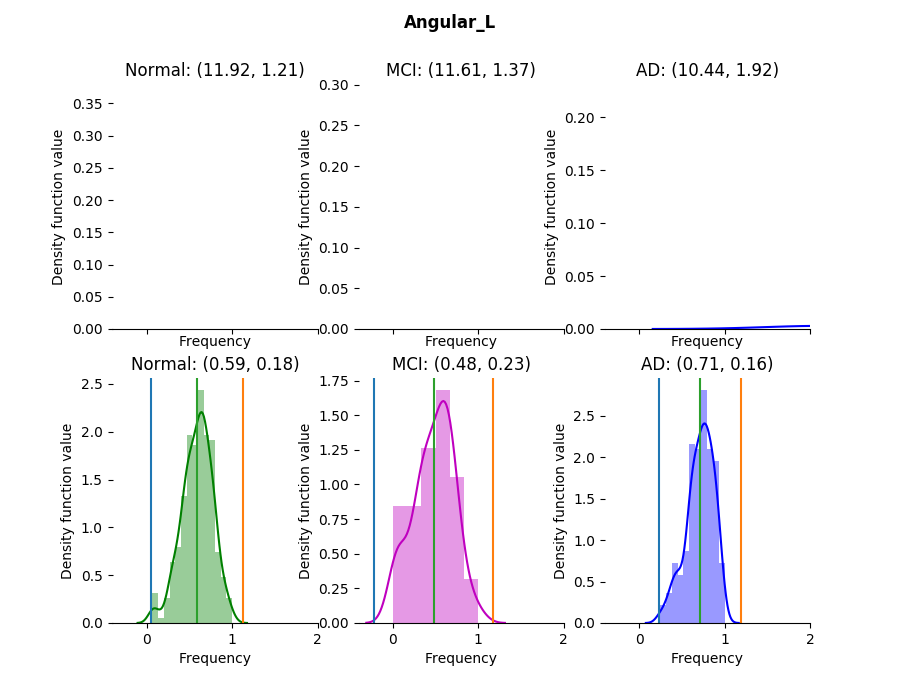 Angular_L
Normal: (11.92, 1.21)
MCI: (11.61, 1.37)
AD: (10.44, 1.92)
Density function value
0.35
0.30
0.25
0.20
0.15
0.10
0.05
0.00
Frequency
Density function value
0.30
0.25
0.20
0.15
0.10
0.05
0.00
Frequency
Density function value
0.20
0.15
0.10
0.05
0.00
Frequency
Normal: (0.59, 0.18)
MCI: (0.48, 0.23)
AD: (0.71, 0.16)
Density function value
2.5
2.0
1.5
1.0
0.5
0.0
0 1 2
Frequency
Density function value
1.75
1.50
1.25
1.00
0.75
0.50
0.25
0.00
0 1 2
Frequency
Density function value
2.5
2.0
1.5
1.0
0.5
0.0
0 1 2
Frequency